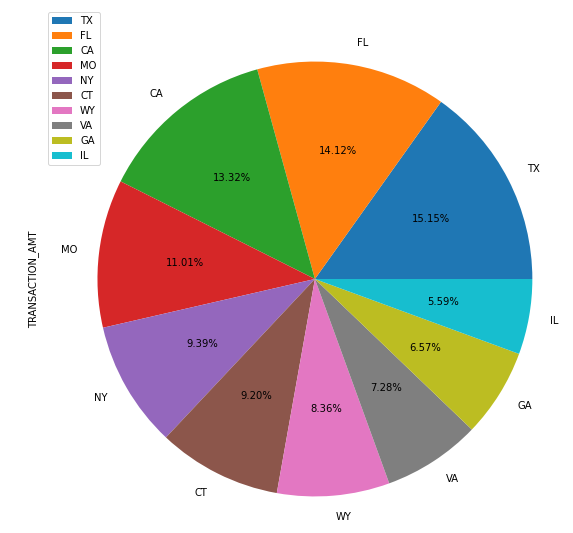 TX
FL
CA
MO
NY
CT
WY
VA
GA
IL
TRANSACTION_AMT
TX
15.15%
FL
14.12%
CA
13.32%
MO
11.01%
NY
9.39%
CT
9.20%
WY
8.36%
VA
7.28%
GA
6.57%
IL
5.59%